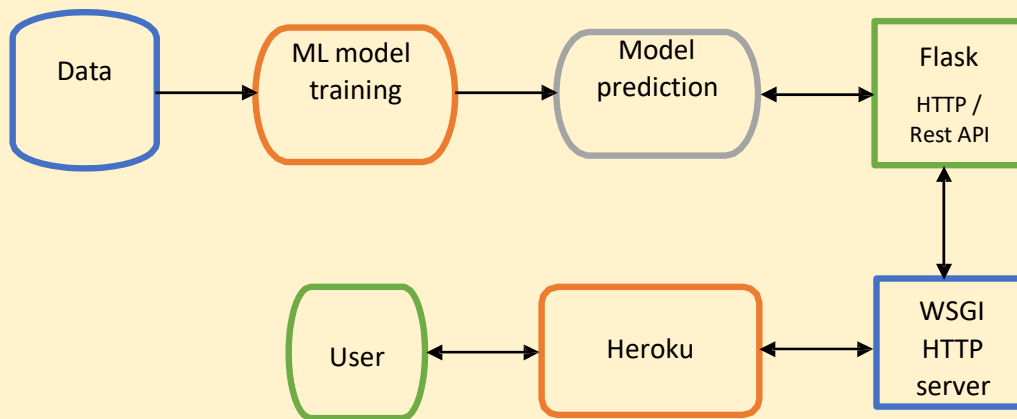 Data
ML model
training
Model
prediction
Flask
HTTP /
Rest API
User
Heroku
WSGI
HTTP
server